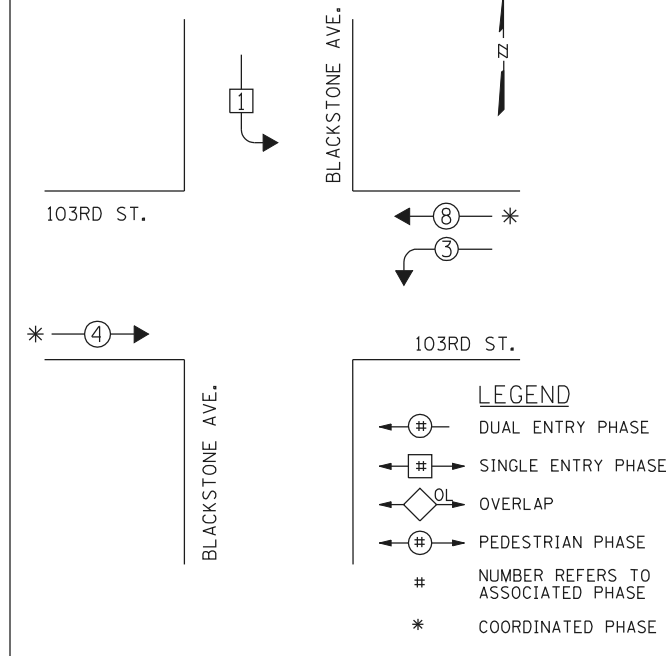 BLACKSTONE AVE.
N
1
103RD ST.
8 *
3
* 4
103RD ST.
BLACKSTONE AVE.
LEGEND
# DUAL ENTRY PHASE
# SINGLE ENTRY PHASE
OL OVERLAP
# PEDESTRIAN PHASE
# NUMBER REFERS TO
ASSOCIATED PHASE
* COORDINATED PHASE